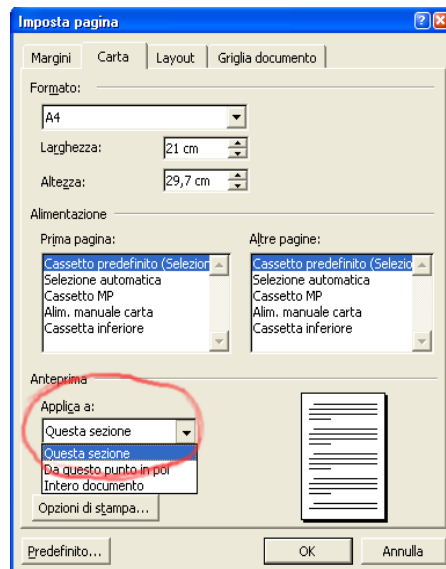 Imposta pagina
Margini Carta Layout Griglia documento
Formato:
A4
Larghezza: 21 cm
Altezza: 29,7 cm
Alimentazione
Prima pagina: Altre pagine:
Cassetto predefinito (Selezion Cassetto predefinito (Selezio
Selezione automatica Selezione automatica
Cassetto MP Cassetto MP
Alim. manuale carta Alim. manuale carta
Cassetta inferiore Cassetta inferiore
Anteprima
Applica a:
Questa sezione
Questa sezione
Da questo punto in poi
Intero documento
Opzioni di stampa...
Predefinito... OK Annulla